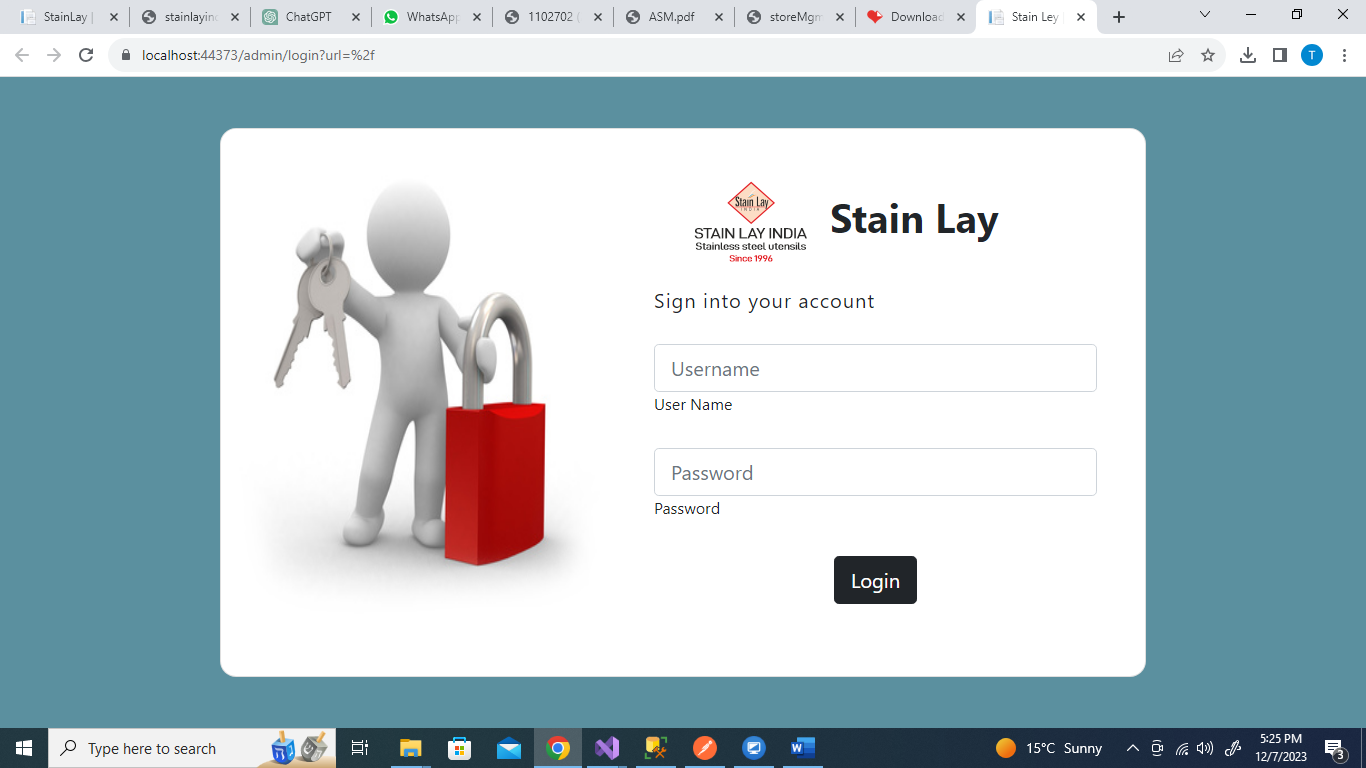 StainLay
stainlayind
ChatGPT
WhatsApp
1102702
ASM.pdf
storeMgm
Download
Stain Ley
localhost:44373/admin/login?url=%2f
T
Stain Lay
INDIA
STAIN LAY INDIA
Stainless steel utensils
Since 1996
Stain Lay
Sign into your account
Username
User Name
Password
Password
Login
Type here to search
15°C Sunny
5:25 PM
12/7/2023
3